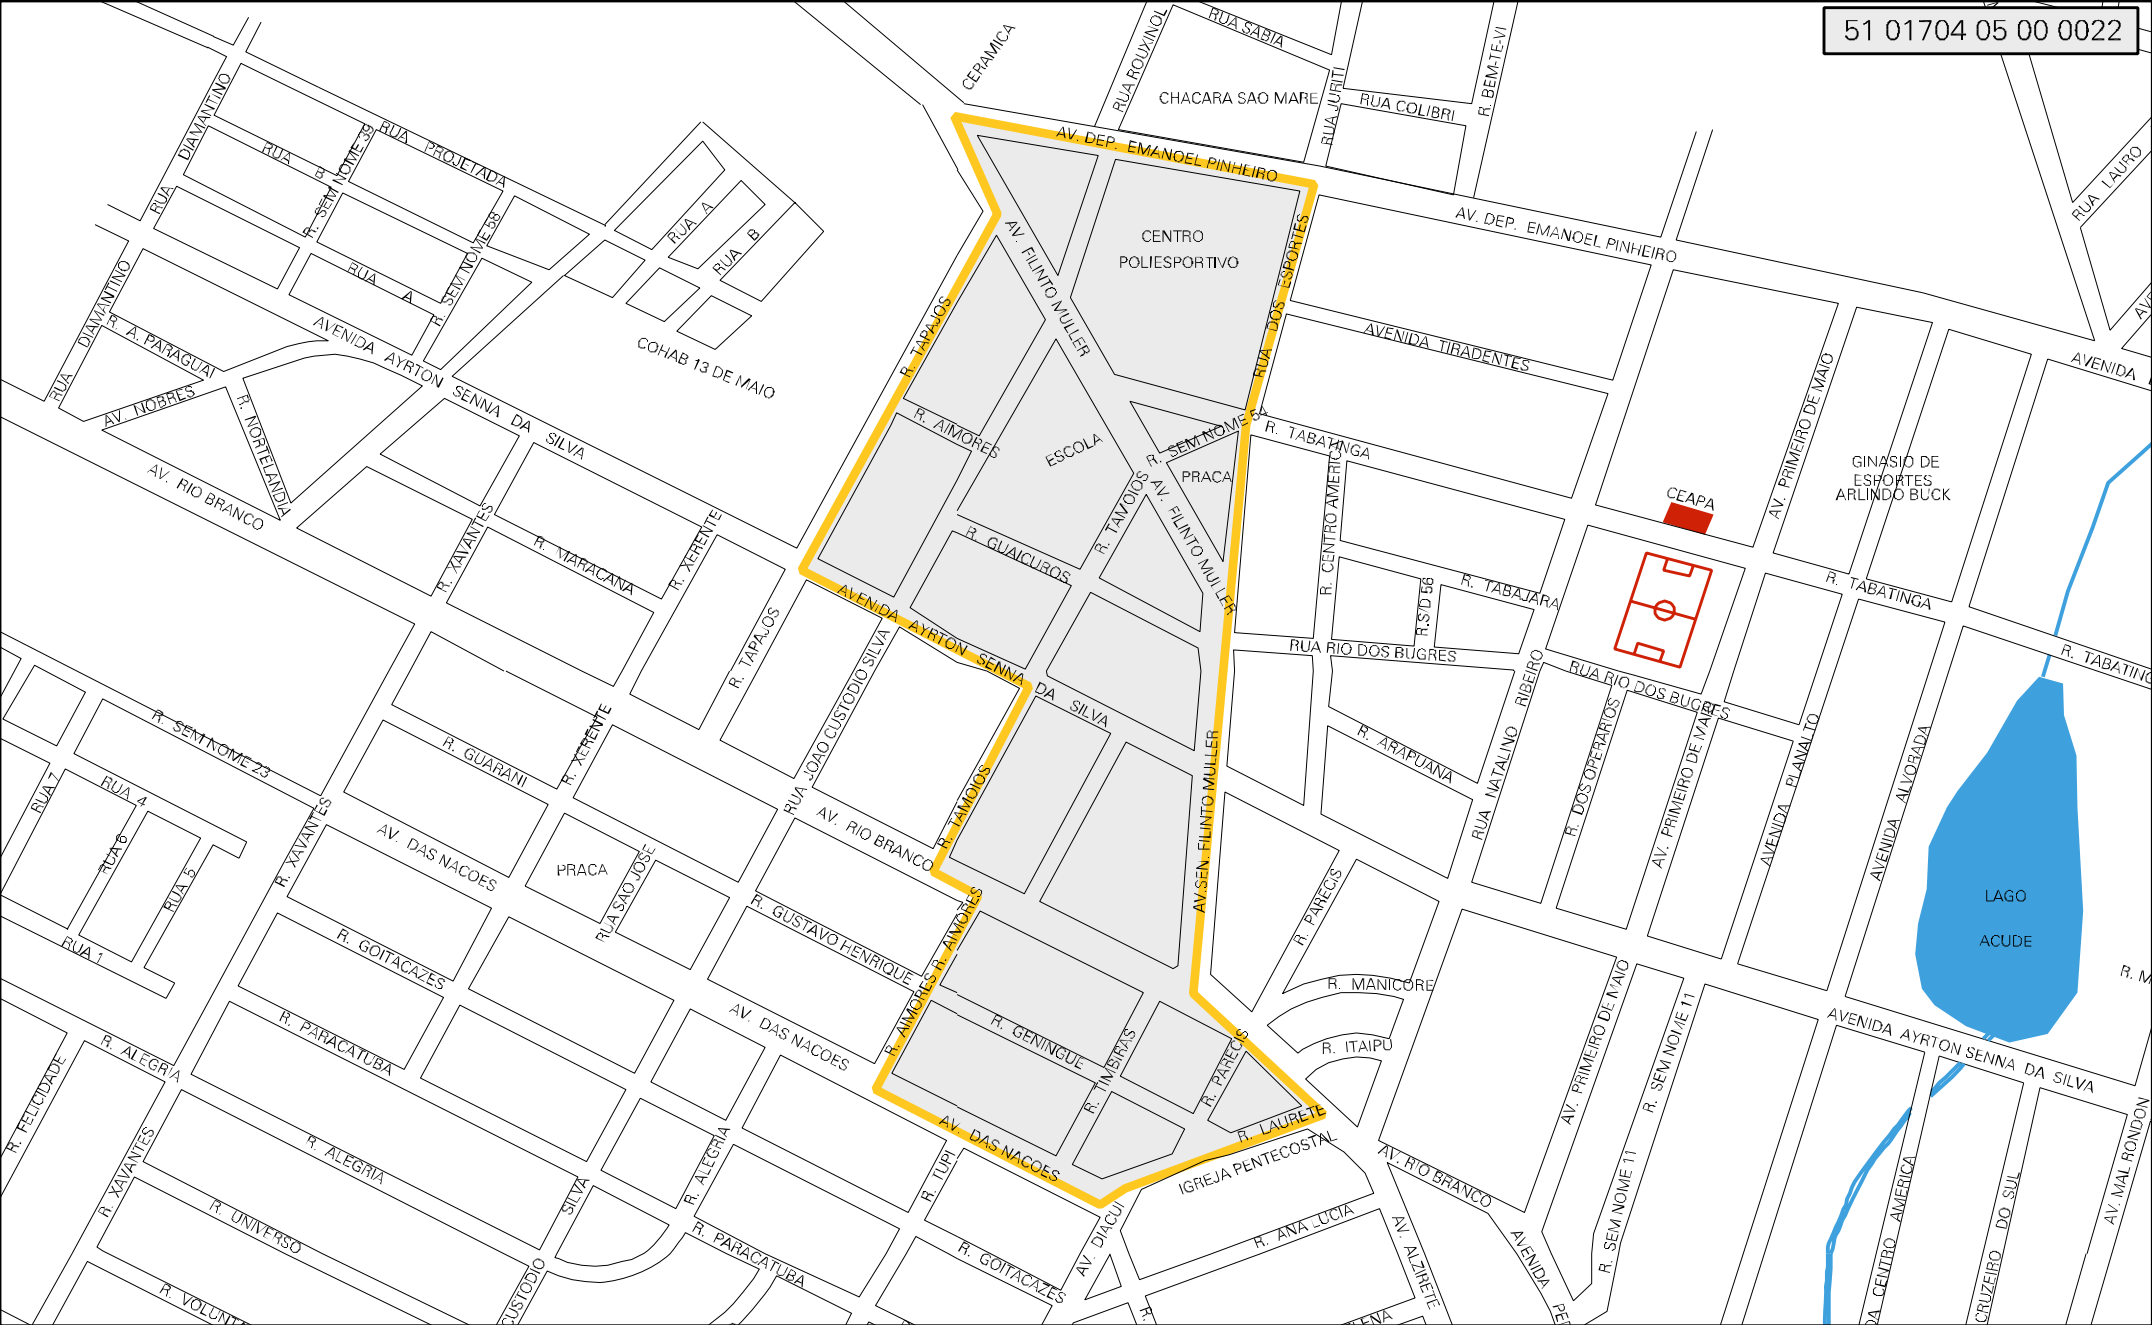 51 01704 05 00 0022
CERAMICA
RUA ROUXINOL
RUA SABIA
CHACARA SAO MARE
RUA JURITI
RUA COLIBRI
R. BEM-TE-VI
RUA LAURO
RUA DIAMANTINO
RUA B
R. SEM NOME 39
RUA PROJETADA
R. SEM NOME 58
RUA A
RUA A
RUA B
COHAB 13 DE MAIO
RUA DIAMANTINO
R. A. PARAGUAI
AV. NOBRES
R. NORTELANDIA
AVENIDA AYRTON SENNA DA SILVA
AV. RIO BRANCO
AV. DEP. EMANOEL PINHEIRO
AV. DEP. EMANOEL PINHEIRO
CENTRO
POLIESPORTIVO
AV. FILINTO MULLER
RUA DOS ESPORTES
R. TAPAJOS
R. AIMORES
ESCOLA
R. SEM NOME 54
PRACA
R. TAMOIOS
AV. FILINTO MULLER
R. GUAICUROS
AVENIDA TIRADENTES
R. TABATINGA
R. CENTRO AMERIC
AV. PRIMEIRO DE MAIO
GINASIO DE
ESPORTES
ARLINDO BUCK
CEAPA
AVENIDA
R. TABAJARA
R.S/D 56
RUA RIO DOS BUGRES
RUA RIO DOS BUGRES
R. TABATINGA
R. TABATING
R. XAVANTES
R. MARACANA
R. XERENTE
R. TAPAJOS
RUA JOAO CUSTODIO SILVA
AVENIDA AYRTON SENNA DA SILVA
R. SEM NOME 23
R. GUARANI
R. XERENTE
RUA 7
RUA 4
RUA 6
RUA 5
RUA 1
R. XAVANTES
AV. DAS NACOES
PRACA
RUA SAO JOSE
AV. RIO BRANCO
R. TAMOIOS
AV.SEN. FILINTO MULLER
R. ARAPUANA
RUA NATALINO RIBEIRO
R. DOS OPERARIOS
AV. PRIMEIRO DE MAIO
AVENIDA PLANALTO
AVENIDA ALVORADA
LAGO
ACUDE
R. M
R. GUSTAVO HENRIQUE
R. AIMORES
R. AIMORES
R. GOITACAZES
R. PARACATUBA
R. ALEGRIA
R. FELICIDADE
AV. DAS NACOES
R. GENINGUE
R. TIMBIRAS
R. PARECIS
R. PARECIS
R. MANICORE
R. ITAIPU
R. LAURETE
IGREJA PENTECOSTAL
AV. DAS NACOES
AV. PRIMEIRO DE MAIO
R. SEM NOME 11
R. SEM NOME 11
AVENIDA AYRTON SENNA DA SILVA
AV. MAL RONDON
R. XAVANTES
R. ALEGRIA
R. UNIVERSO
R. VOLUNTA
SILVA
CUSTODIO
R. ALEGRIA
R. PARACATUBA
R. TUPI
R. GOITACAZES
AV. DIACUI
R. ANA LUCIA
AV. ALZIRETE
AV. RIO BRANCO
AVENIDA
CENTRO AMERICA
CRUZEIRO DO SUL
R.